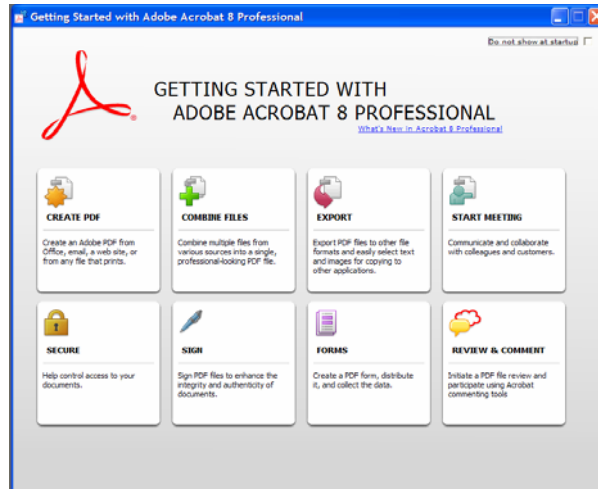 Getting Started with Adobe Acrobat 8 Professional
Do not show at startup
GETTING STARTED WITH
ADOBE ACROBAT 8 PROFESSIONAL
What's New in Acrobat 8 Professional
CREATE PDF
Create an Adobe PDF from
Office, email, a web site, or
from any file that prints.
COMBINE FILES
Combine multiple files from
various sources into a single,
professional-looking PDF file.
EXPORT
Export PDF files to other file
formats and easily select text
and images for copying to
other applications.
START MEETING
Communicate and collaborate
with colleagues and customers.
SECURE
Help control access to your
documents.
SIGN
Sign PDF files to enhance the
integrity and authenticity of
documents.
FORMS
Create a PDF form, distribute
it, and collect the data.
REVIEW & COMMENT
Initiate a PDF file review and
participate using Acrobat
commenting tools